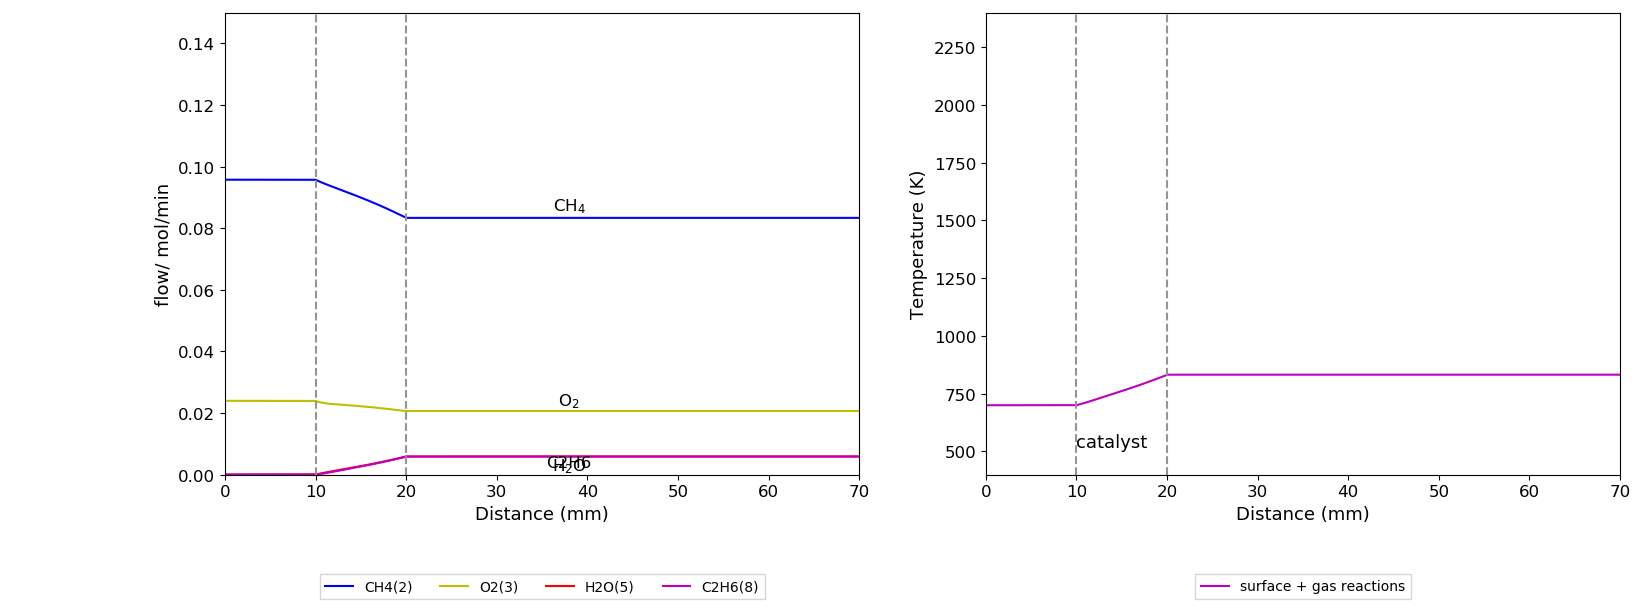 0.14
0.12
0.10
0.08
0.06
0.04
0.02
0.00
flow/ mol/min
CH₄
O₂
C2H6
H₂O
0 10 20 30 40 50 60 70
Distance (mm)
CH4(2) O2(3) H2O(5) C2H6(8)
2250
2000
1750
1500
1250
1000
750
500
Temperature (K)
catalyst
0 10 20 30 40 50 60 70
Distance (mm)
surface + gas reactions